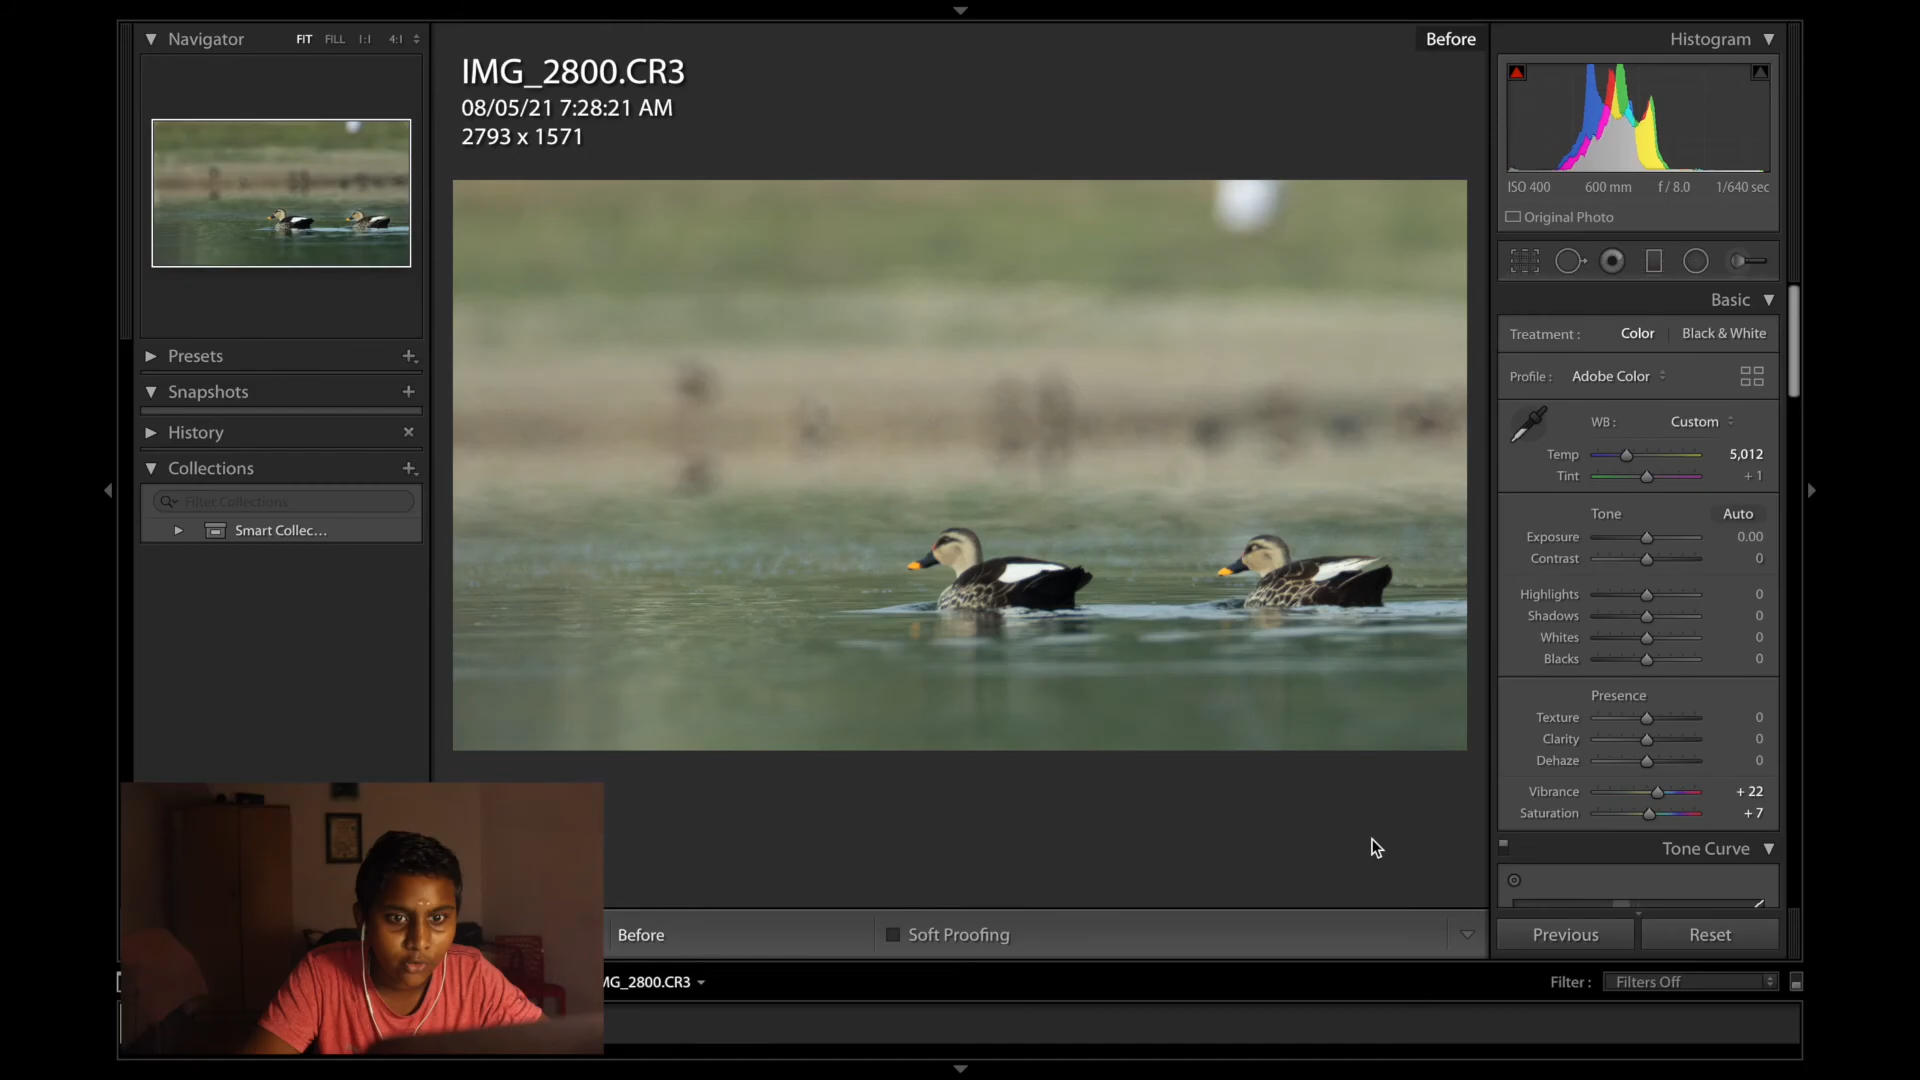 Navigator
FIT FILL 1:1 4:1
Presets
Snapshots
History
Collections
Filter Collections
Smart Collec...
IMG_2800.CR3
08/05/21 7:28:21 AM
2793 x 1571
Before
Before
Soft Proofing
MG_2800.CR3
Histogram
ISO 400 600 mm f / 8.0 1/640 sec
Original Photo
Basic
Treatment : Color Black & White
Profile : Adobe Color
WB : Custom
Temp 5,012
Tint + 1
Tone Auto
Exposure 0.00
Contrast 0
Highlights 0
Shadows 0
Whites 0
Blacks 0
Presence
Texture 0
Clarity 0
Dehaze 0
Vibrance + 22
Saturation + 7
Tone Curve
Previous Reset
Filter : Filters Off